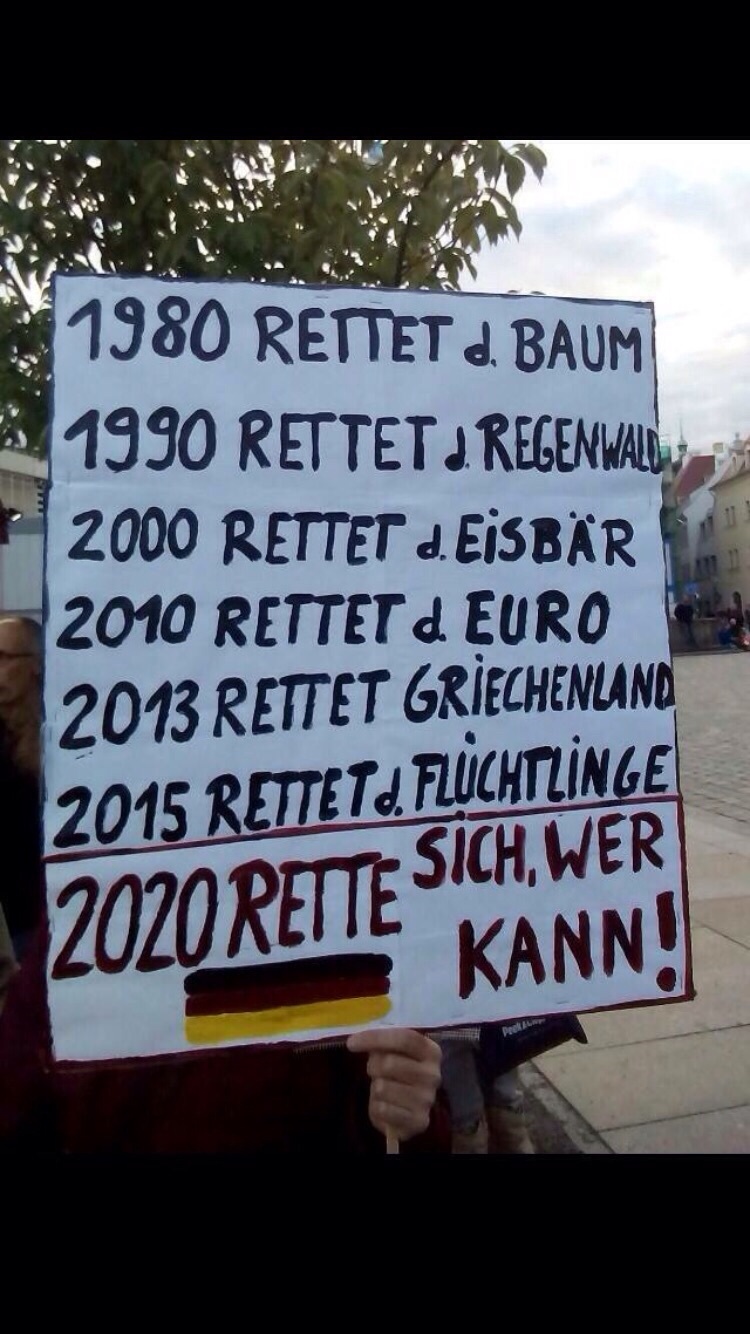 1980 RETTET d. BAUM
1990 RETTET d. REGENWALD
2000 RETTET d. EiSBÄR
2010 RETTET d. EURO
2013 RETTET GRiECHENLAND
2015 RETTET d. FLÜCHTLiNGE
2020 RETTE SiCH, WER
KANN!